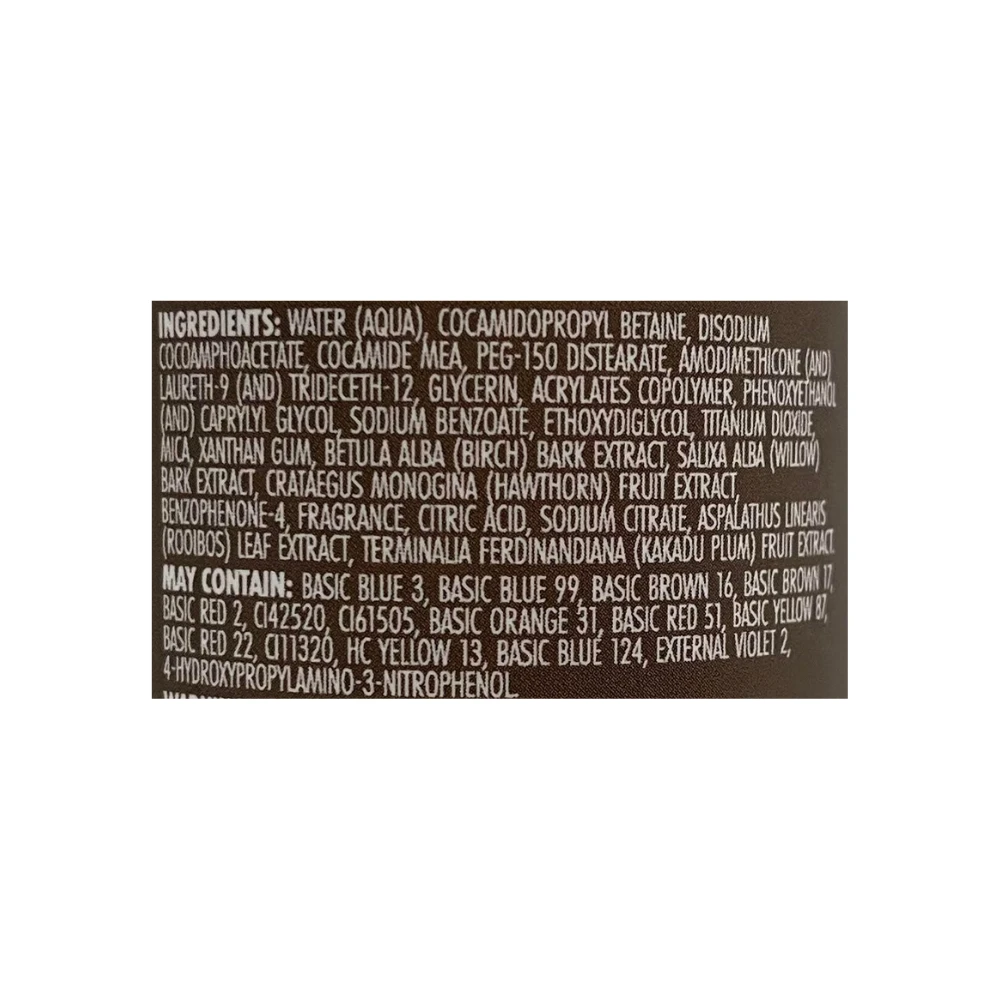 INGREDIENTS: WATER (AQUA), COCAMIDOPROPYL BETAINE, DISODIUM
COCOAMPHOACETATE, COCAMIDE MEA, PEG-150 DISTEARATE, AMODIMETHICONE (AND)
LAURETH-9 (AND) TRIDECETH-12, GLYCERIN, ACRYLATES COPOLYMER, PHENOXYETHANOL
(AND) CAPRYLYL GLYCOL, SODIUM BENZOATE, ETHOXYDIGLYCOL, TITANIUM DIOXIDE,
MICA, XANTHAN GUM, BETULA ALBA (BIRCH) BARK EXTRACT, SALIXA ALBA (WILLOW)
BARK EXTRACT, CRATAEGUS MONOGINA (HAWTHORN) FRUIT EXTRACT,
BENZOPHENONE-4, FRAGRANCE, CITRIC ACID, SODIUM CITRATE, ASPALATHUS LINEARIS
(ROOIBOS) LEAF EXTRACT, TERMINALIA FERDINANDIANA (KAKADU PLUM) FRUIT EXTRACT.
MAY CONTAIN: BASIC BLUE 3, BASIC BLUE 99, BASIC BROWN 16, BASIC BROWN 17,
BASIC RED 2, CI42520, CI61505, BASIC ORANGE 31, BASIC RED 51, BASIC YELLOW 87,
BASIC RED 22, CI11320, HC YELLOW 13, BASIC BLUE 124, EXTERNAL VIOLET 2,
4-HYDROXYPROPYLAMINO-3-NITROPHENOL.